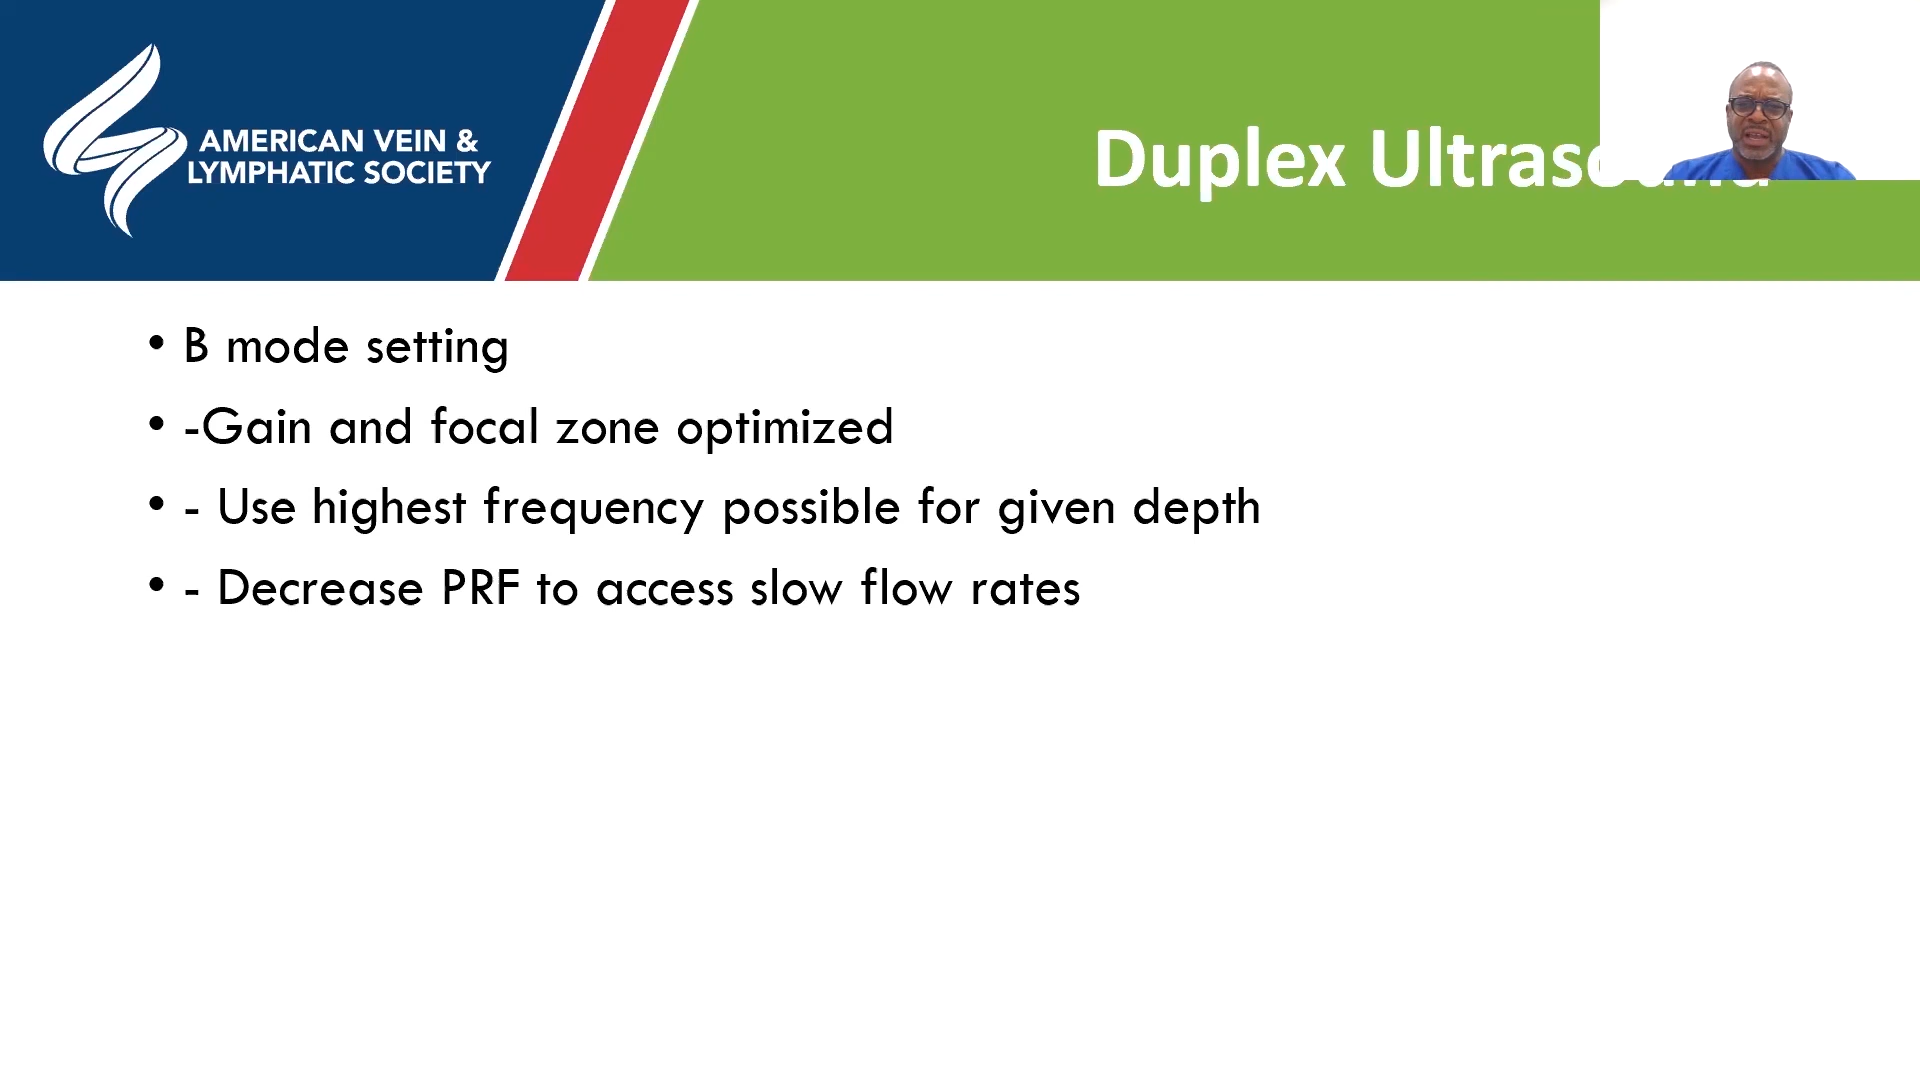 AMERICAN VEIN &
LYMPHATIC SOCIETY
Duplex
• B mode setting
• -Gain and focal zone optimized
• - Use highest frequency possible for given depth
• - Decrease PRF to access slow flow rates